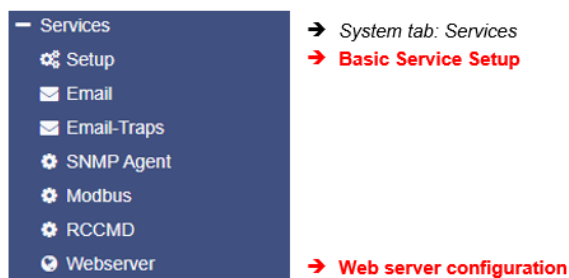 Services
➔ System tab: Services
Setup
➔ Basic Service Setup
Email
Email-Traps
SNMP Agent
Modbus
RCCMD
Webserver
➔ Web server configuration